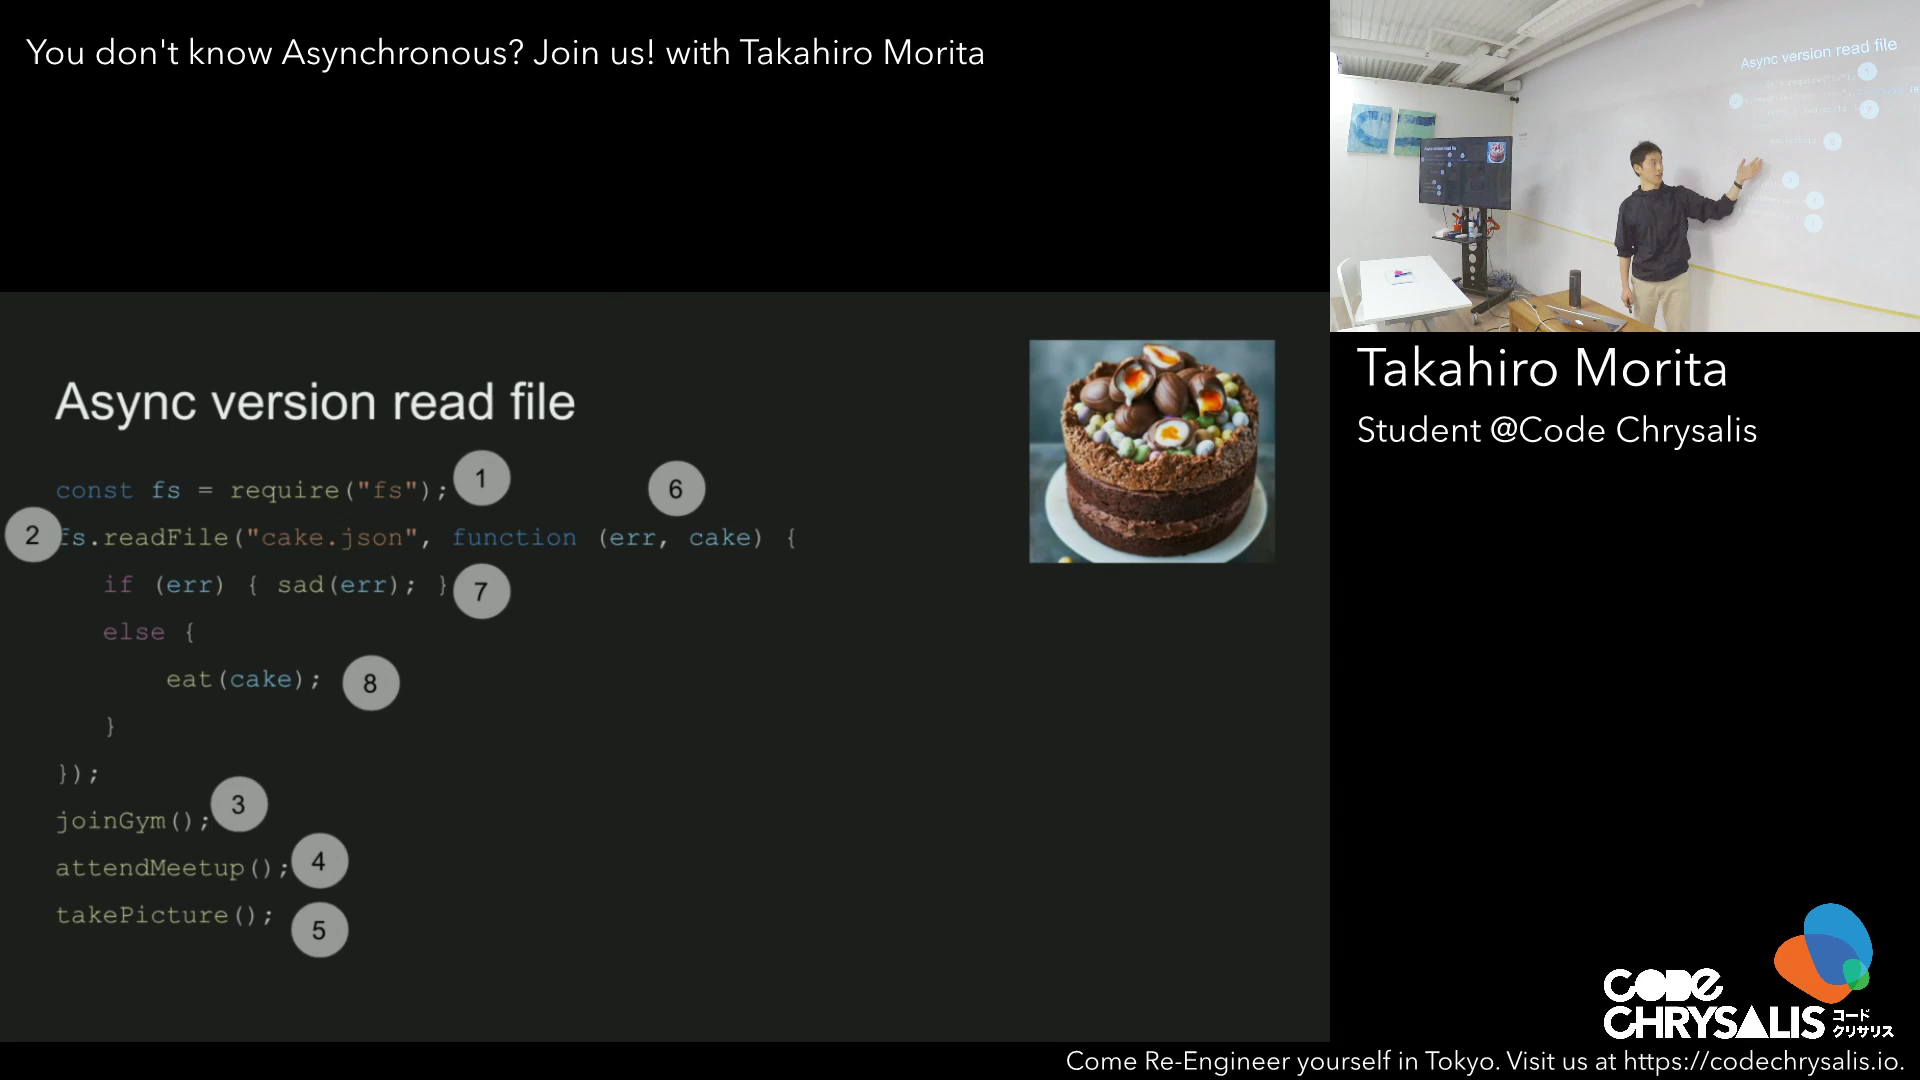 You don't know Asynchronous? Join us! with Takahiro Morita
Async version read file
Takahiro Morita
Student @Code Chrysalis
Async version read file
const fs = require("fs");
1
6
2
fs.readFile("cake.json", function (err, cake) {
if (err) { sad(err); }
7
else {
eat(cake);
8
}
});
3
joinGym();
4
attendMeetup();
takePicture();
5
CODE
CHRYSALIS
コード
クリサリス
Come Re-Engineer yourself in Tokyo. Visit us at https://codechrysalis.io.